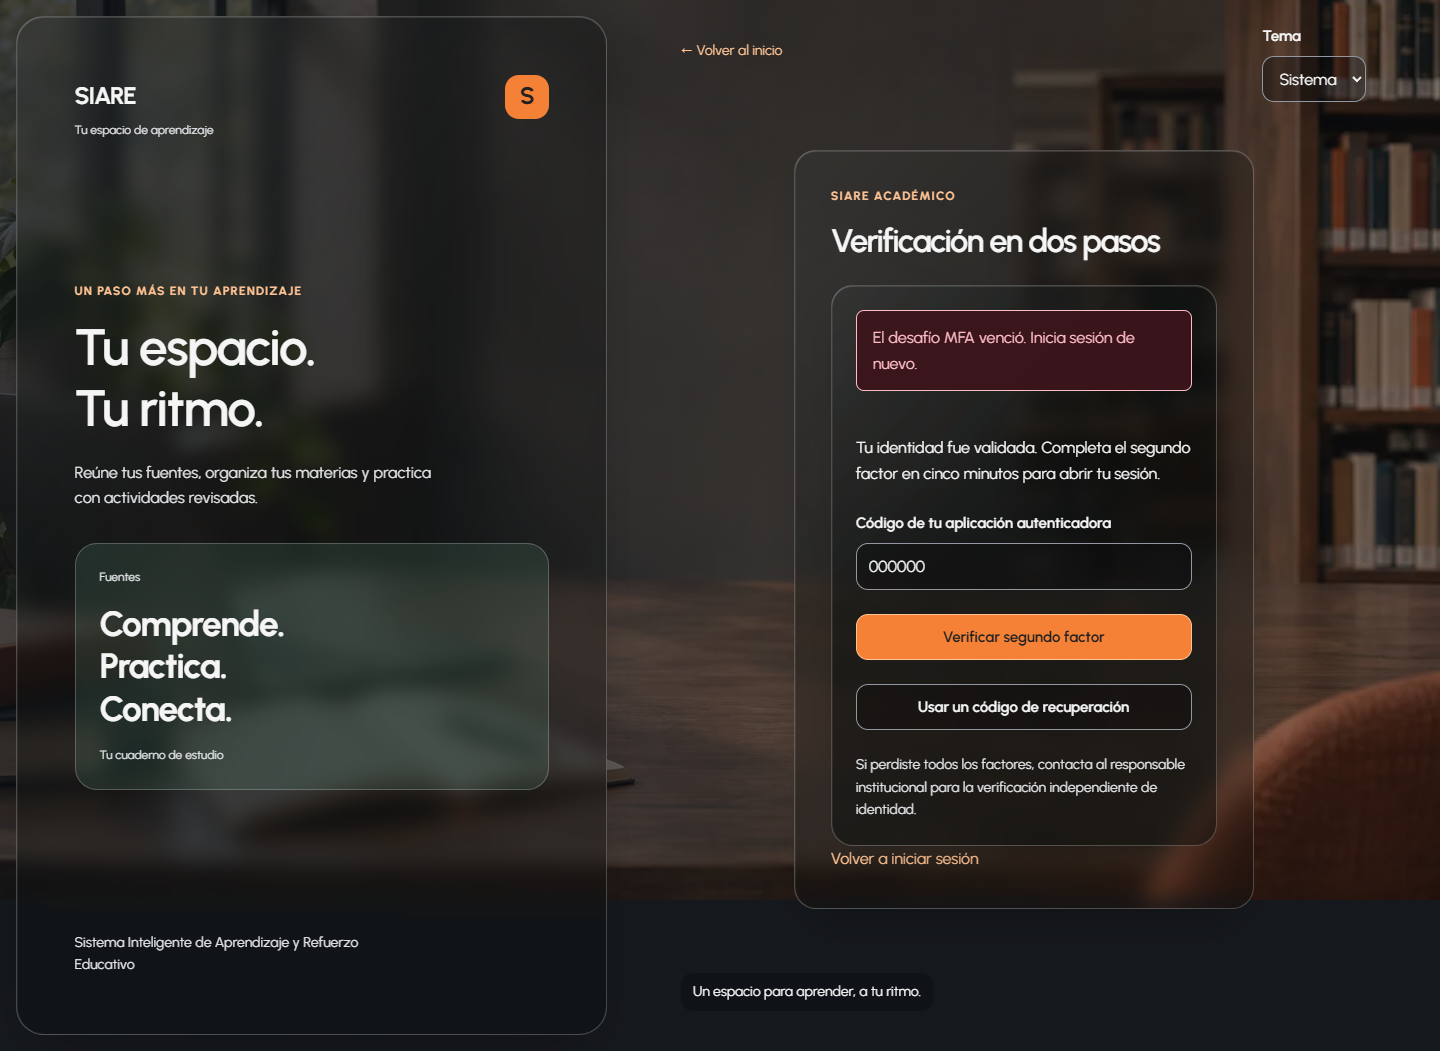 SIARE
S
Tu espacio de aprendizaje
UN PASO MÁS EN TU APRENDIZAJE
Tu espacio.
Tu ritmo.
Reúne tus fuentes, organiza tus materias y practica
con actividades revisadas.
Fuentes
Comprende.
Practica.
Conecta.
Tu cuaderno de estudio
Sistema Inteligente de Aprendizaje y Refuerzo
Educativo
← Volver al inicio
Tema
Sistema
SIARE ACADÉMICO
Verificación en dos pasos
El desafío MFA venció. Inicia sesión de
nuevo.
Tu identidad fue validada. Completa el segundo
factor en cinco minutos para abrir tu sesión.
Código de tu aplicación autenticadora
000000
Verificar segundo factor
Usar un código de recuperación
Si perdiste todos los factores, contacta al responsable
institucional para la verificación independiente de
identidad.
Volver a iniciar sesión
Un espacio para aprender, a tu ritmo.